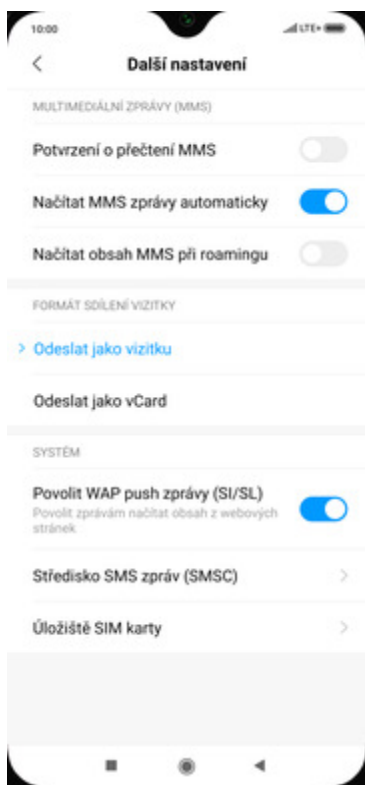 10:00 LTE+
Další nastavení
MULTIMEDIÁLNÍ ZPRÁVY (MMS)
Potvrzení o přečtení MMS
Načítat MMS zprávy automaticky
Načítat obsah MMS při roamingu
FORMÁT SDÍLENÍ VIZITKY
Odeslat jako vizitku
Odeslat jako vCard
SYSTÉM
Povolit WAP push zprávy (SI/SL)
Povolit zprávám načítat obsah z webových
stránek
Středisko SMS zpráv (SMSC)
Úložiště SIM karty